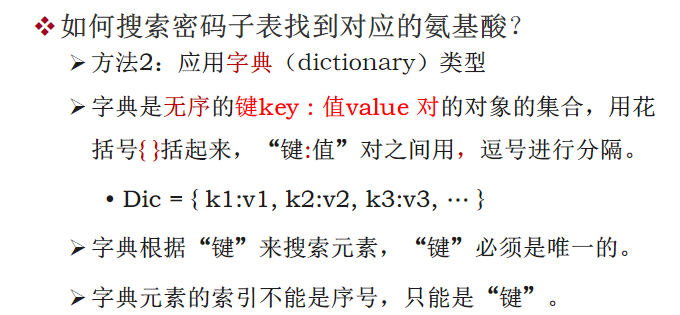 ❖如何搜索密码子表找到对应的氨基酸？
➢方法2：应用字典（dictionary）类型
➢字典是无序的键key : 值value 对的对象的集合，用花
括号{ }括起来，“键:值”对之间用，逗号进行分隔。
• Dic = { k1:v1, k2:v2, k3:v3, ⋯ }
➢字典根据“键”来搜索元素，“键”必须是唯一的。
➢字典元素的索引不能是序号，只能是“键”。